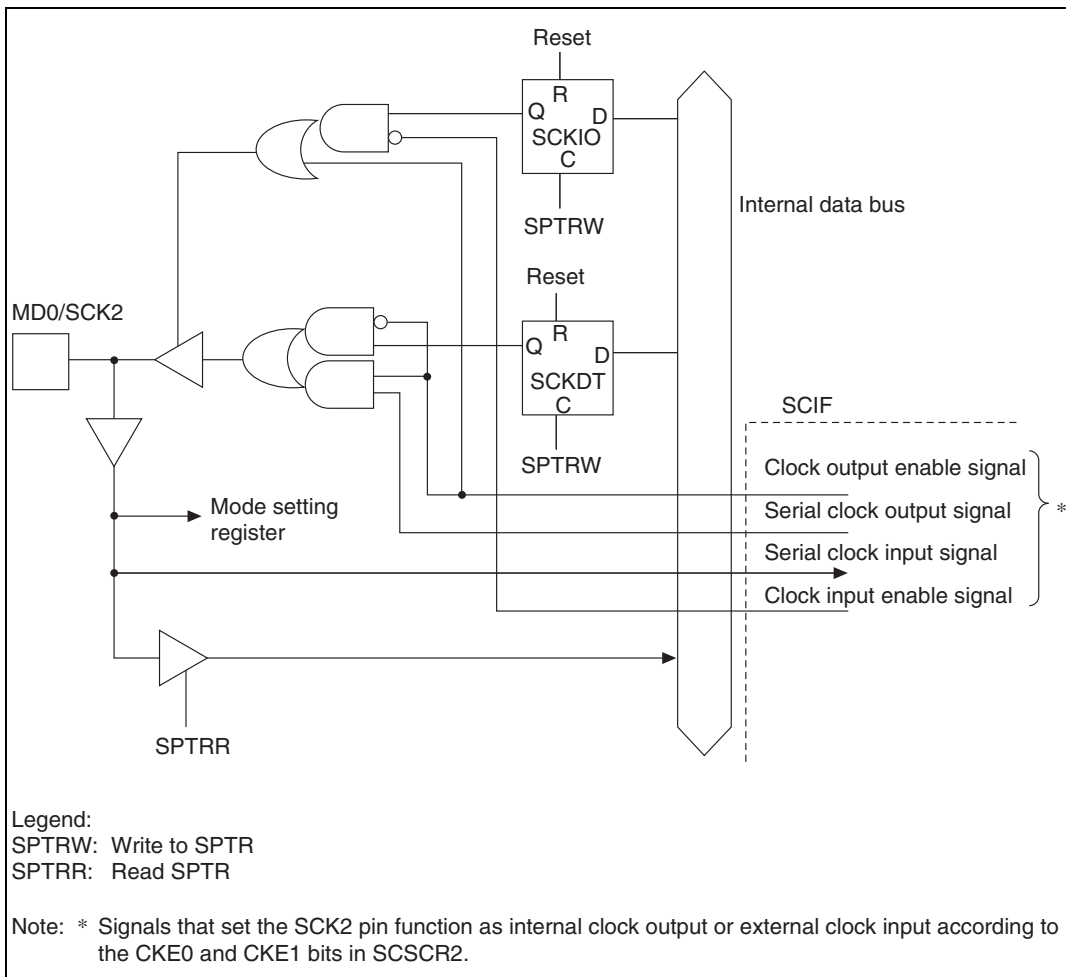 Reset
R
Q
D
SCKIO
C
SPTRW
Internal data bus
Reset
MD0/SCK2
R
Q
D
SCKDT
C
SPTRW
SCIF
Clock output enable signal
Serial clock output signal
*
Mode setting
register
Serial clock input signal
Clock input enable signal
SPTRR
Legend:
SPTRW: Write to SPTR
SPTRR: Read SPTR
Note: * Signals that set the SCK2 pin function as internal clock output or external clock input according to
the CKE0 and CKE1 bits in SCSCR2.